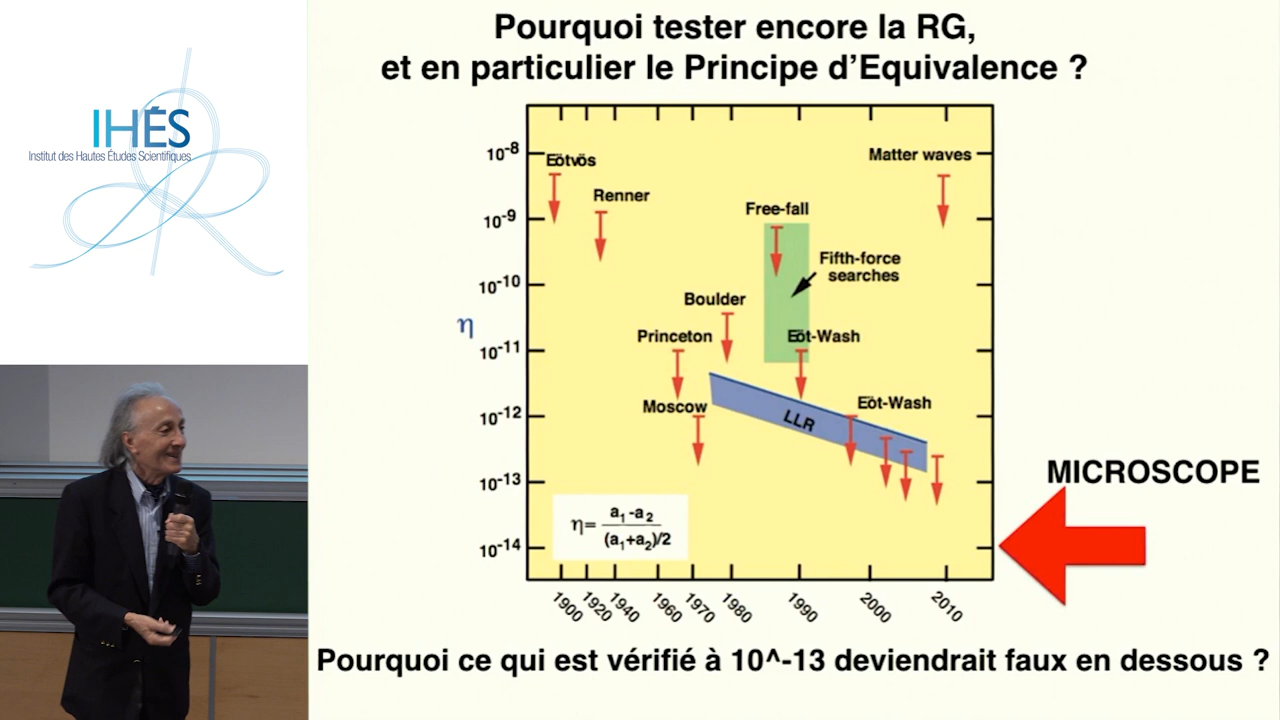 IHÉS
Institut des Hautes Études Scientifiques
Pourquoi tester encore la RG,
et en particulier le Principe d'Equivalence ?
10-8
10-9
10-10
10-11
10-12
10-13
10-14
η
Eötvös
Renner
Matter waves
Free-fall
Fifth-force
searches
Boulder
Princeton
Eöt-Wash
Moscow
LLR
Eöt-Wash
η= a1 -a2
(a1+a2)/2
1900
1920
1940
1960
1970
1980
1990
2000
2010
MICROSCOPE
Pourquoi ce qui est vérifié à 10^-13 deviendrait faux en dessous ?